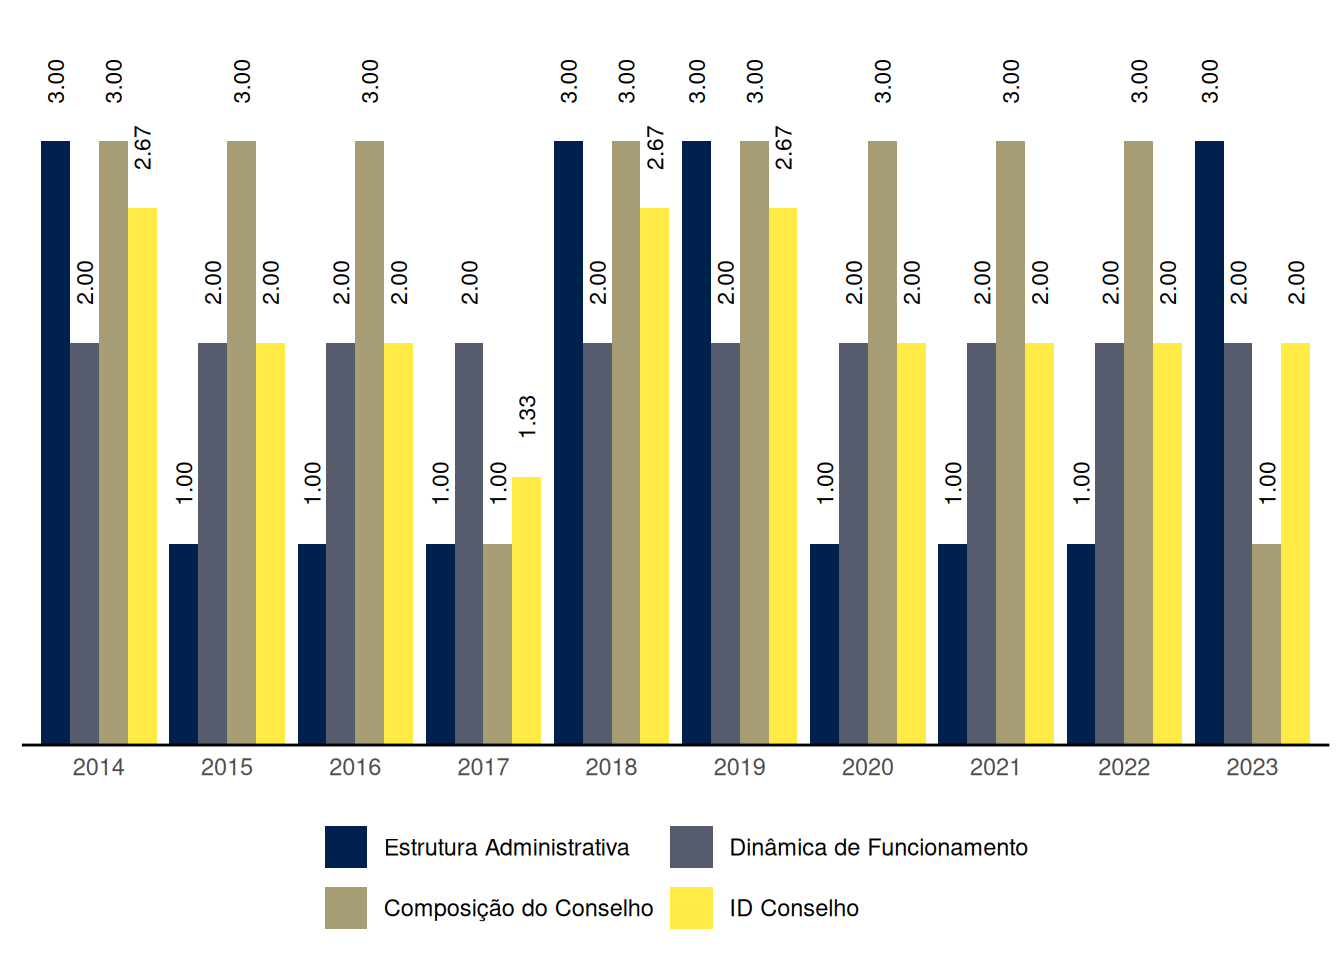 3.00 3.00 3.00 3.00 3.00 3.00 3.00 3.00 3.00 3.00 3.00 3.00
2.67 2.67 2.67
2.00 2.00 2.00 2.00 2.00 2.00 2.00 2.00 2.00 2.00 2.00 2.00 2.00 2.00 2.00 2.00
1.33
1.00 1.00 1.00 1.00 1.00 1.00 1.00 1.00
2014 2015 2016 2017 2018 2019 2020 2021 2022 2023
Estrutura Administrativa Dinâmica de Funcionamento
Composição do Conselho ID Conselho